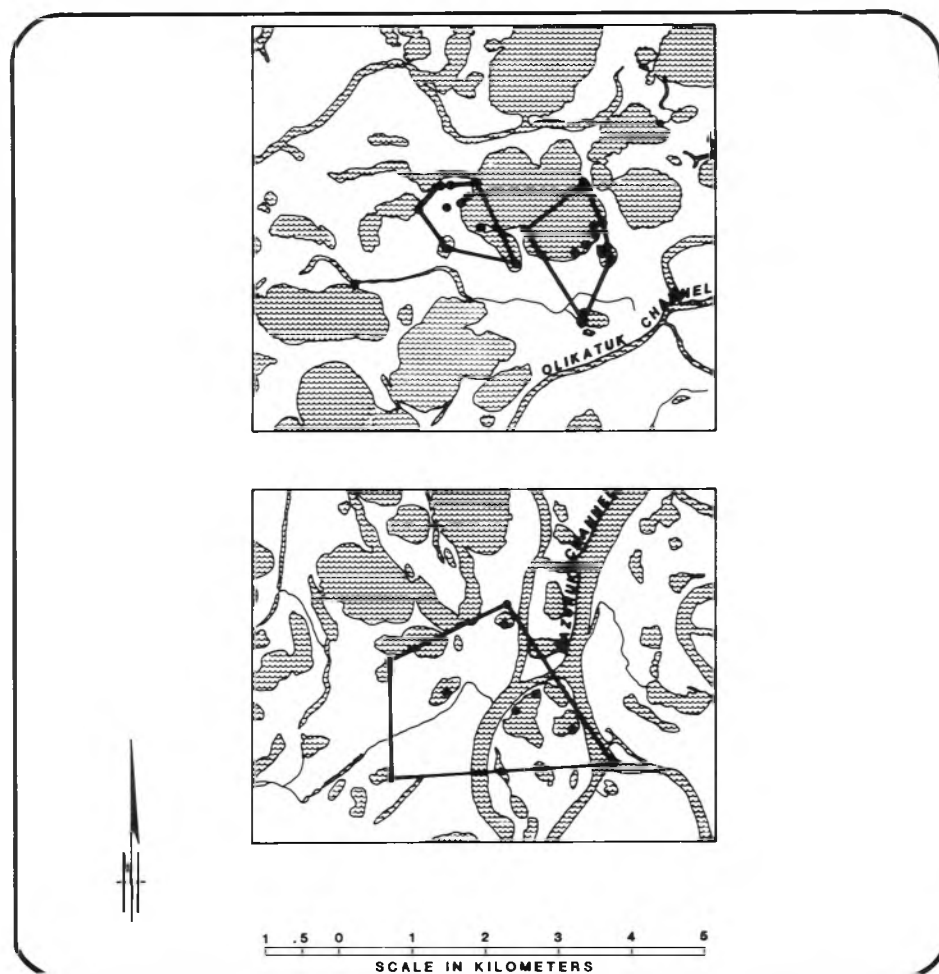 OLIKATUK CHANNEL
CHANNEL
N
1 .5 0 1 2 3 4 5
SCALE IN KILOMETERS